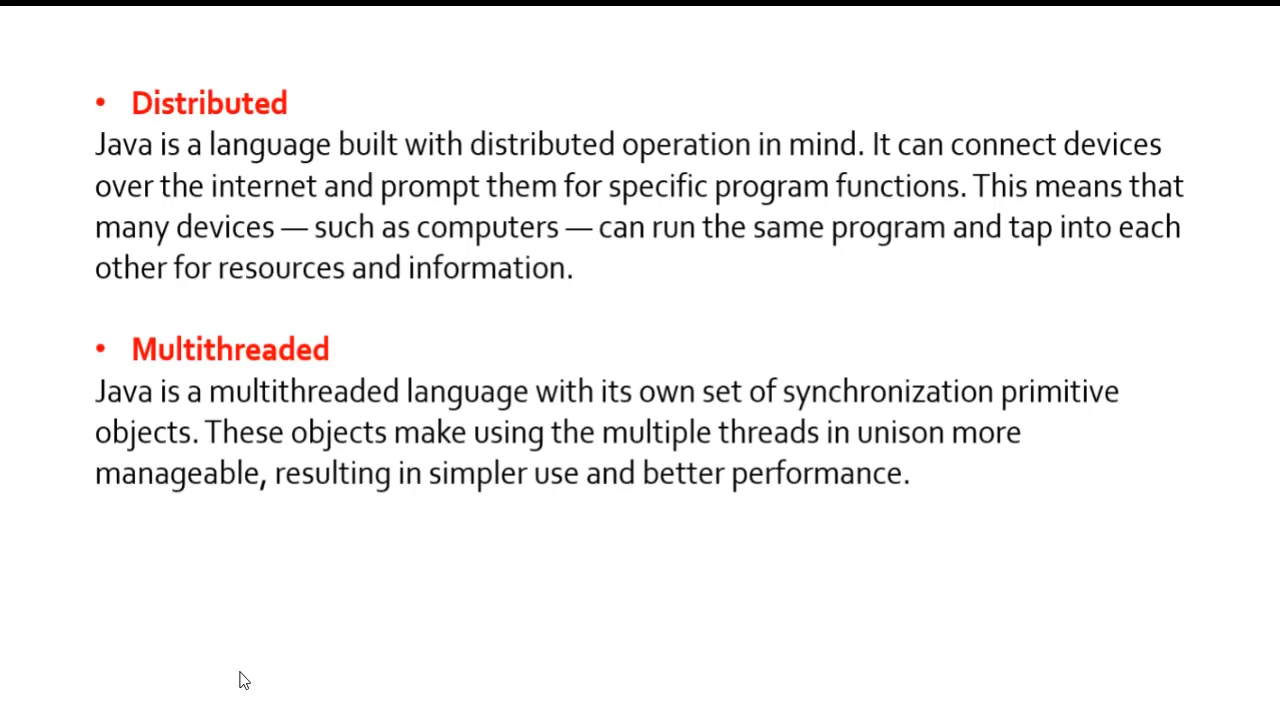 • Distributed
Java is a language built with distributed operation in mind. It can connect devices
over the internet and prompt them for specific program functions. This means that
many devices — such as computers — can run the same program and tap into each
other for resources and information.
• Multithreaded
Java is a multithreaded language with its own set of synchronization primitive
objects. These objects make using the multiple threads in unison more
manageable, resulting in simpler use and better performance.